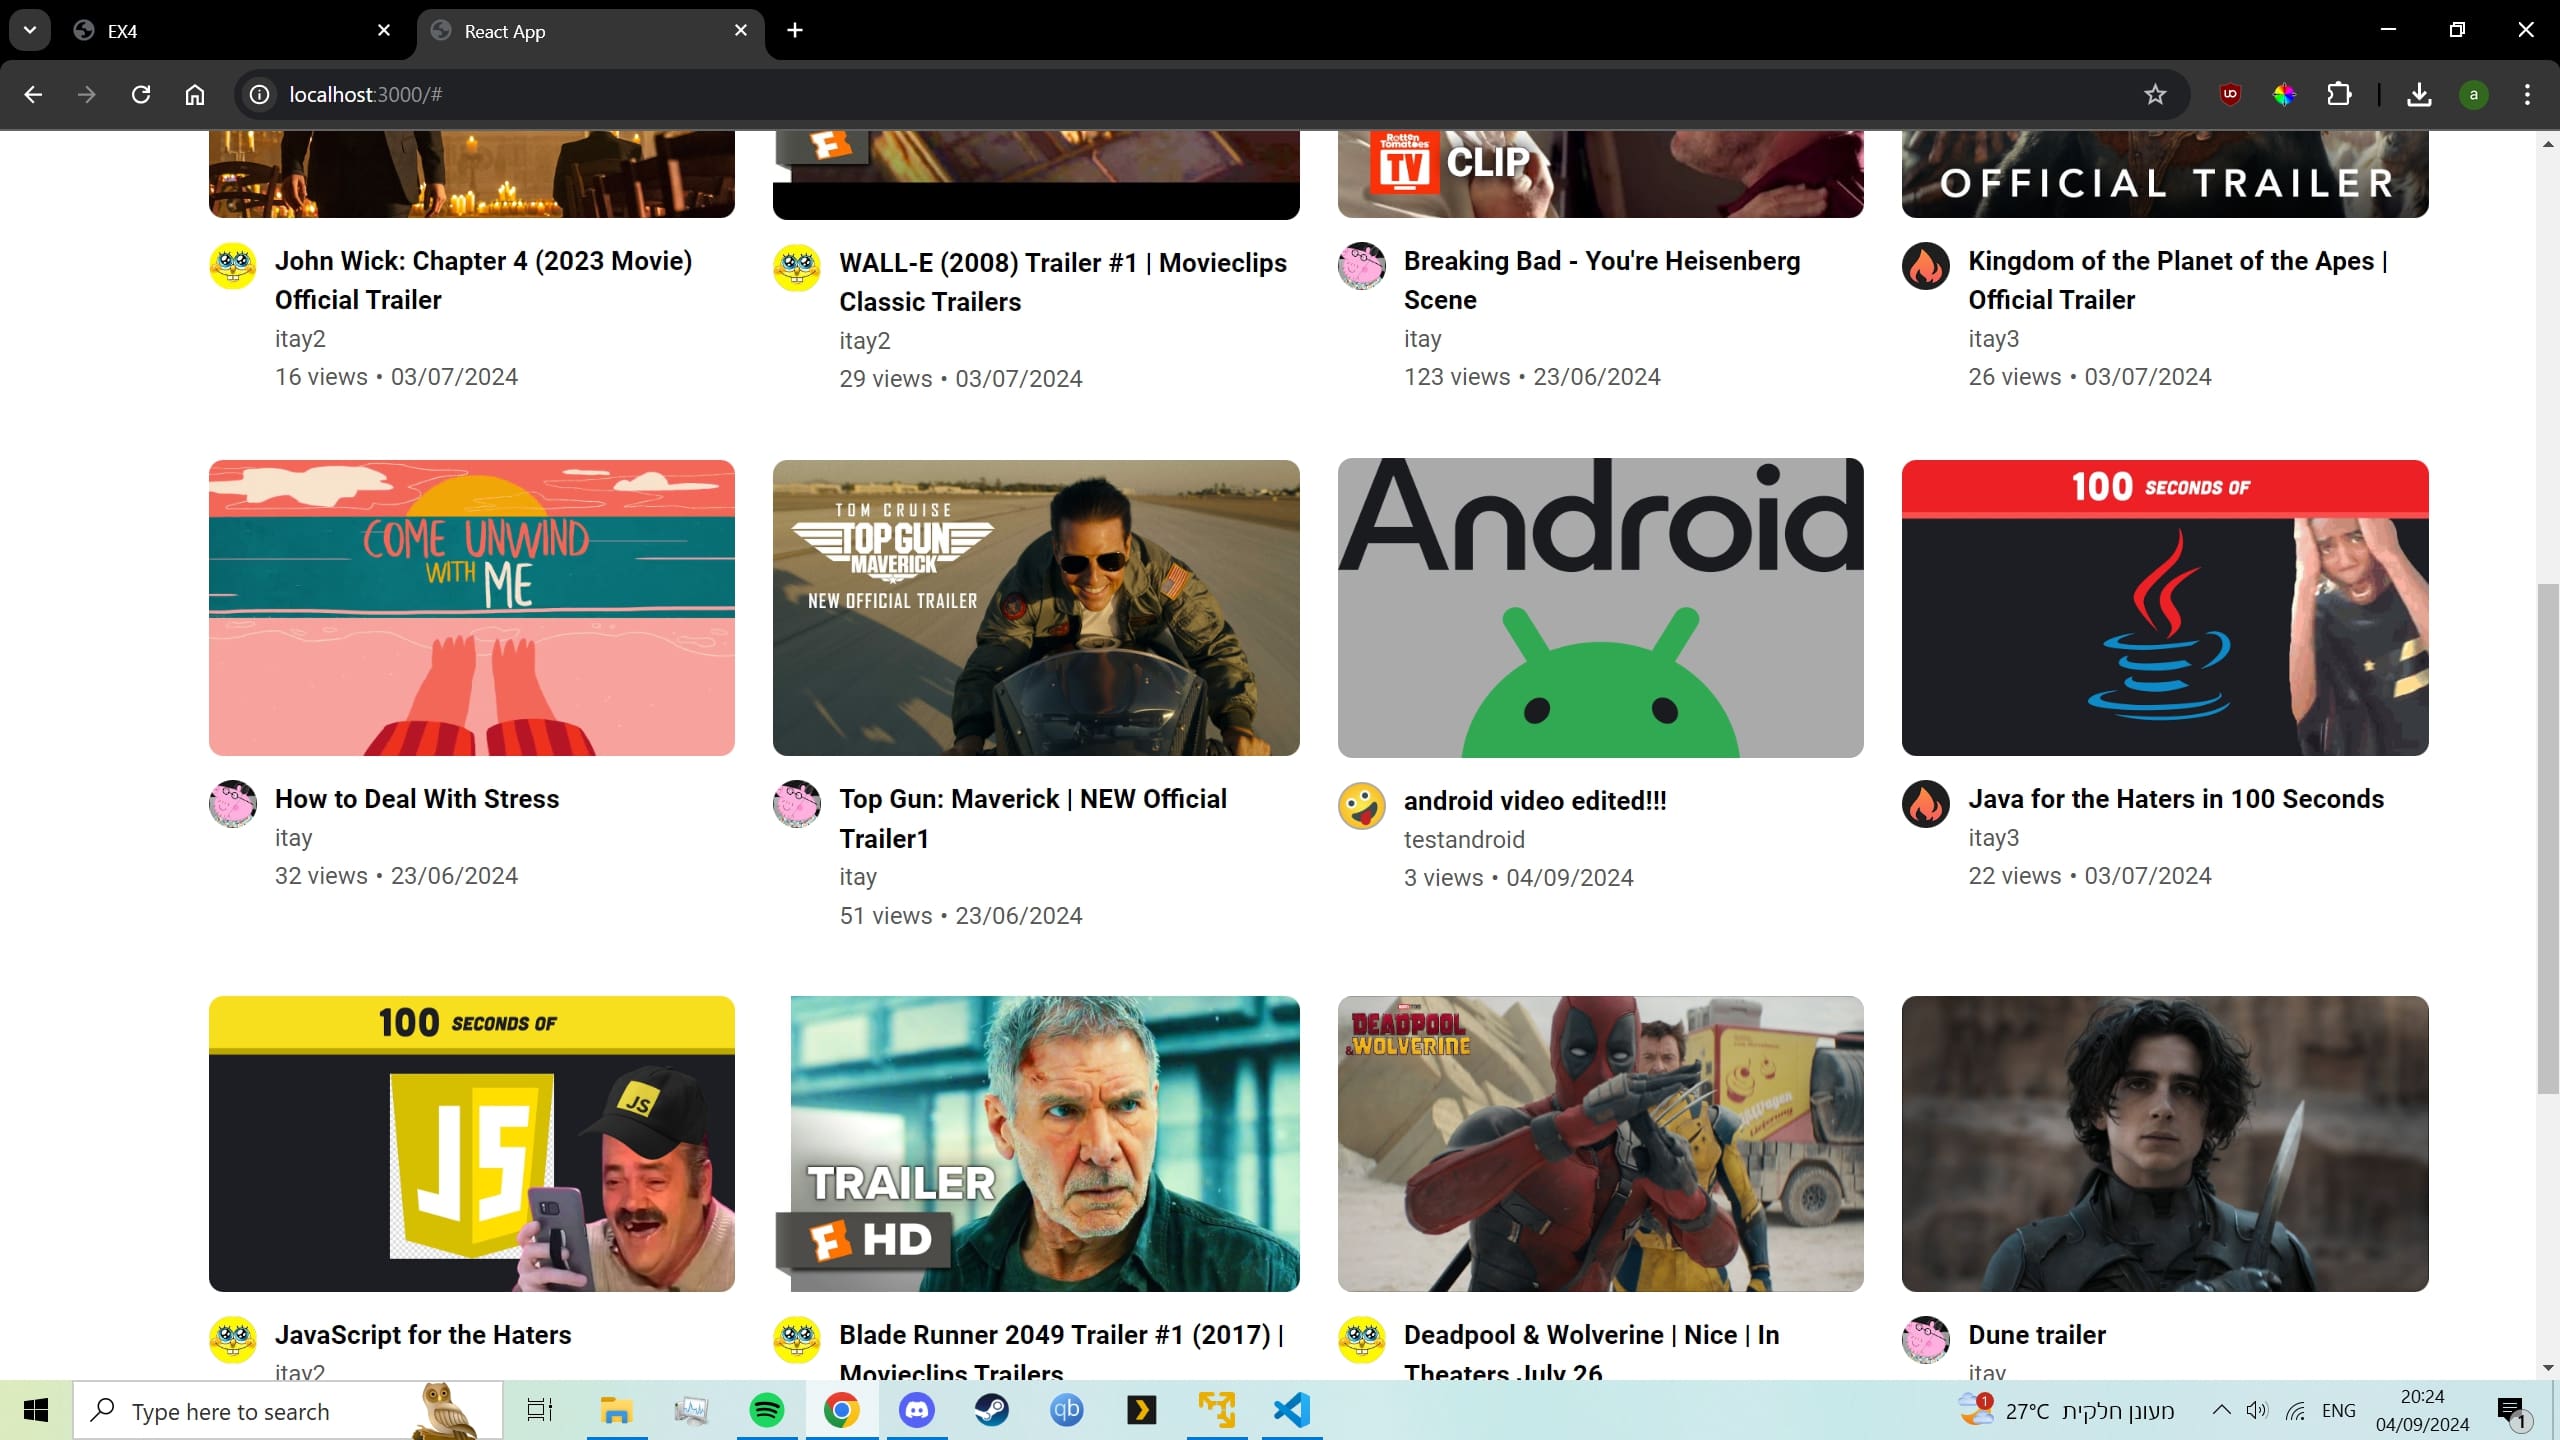 EX4
React App
localhost:3000/#
Rotten
Tomatoes
TV
CLIP
OFFICIAL TRAILER
John Wick: Chapter 4 (2023 Movie)
Official Trailer
itay2
16 views • 03/07/2024
WALL-E (2008) Trailer #1 | Movieclips
Classic Trailers
itay2
29 views • 03/07/2024
Breaking Bad - You're Heisenberg
Scene
itay
123 views • 23/06/2024
Kingdom of the Planet of the Apes |
Official Trailer
itay3
26 views • 03/07/2024
COME UNWIND
WITH ME
TOM CRUISE
TOP GUN
MAVERICK
NEW OFFICIAL TRAILER
Android
100 SECONDS OF
How to Deal With Stress
itay
32 views • 23/06/2024
Top Gun: Maverick | NEW Official
Trailer1
itay
51 views • 23/06/2024
android video edited!!!
testandroid
3 views • 04/09/2024
Java for the Haters in 100 Seconds
itay3
22 views • 03/07/2024
100 SECONDS OF
JS
JS
TRAILER
HD
DEADPOOL
& WOLVERINE
JavaScript for the Haters
itay2
Blade Runner 2049 Trailer #1 (2017) |
Movieclips Trailers
Deadpool & Wolverine | Nice | In
Theaters July 26
Dune trailer
itay
Type here to search
qb
1
27°C מעונן חלקית
ENG
20:24
04/09/2024
1